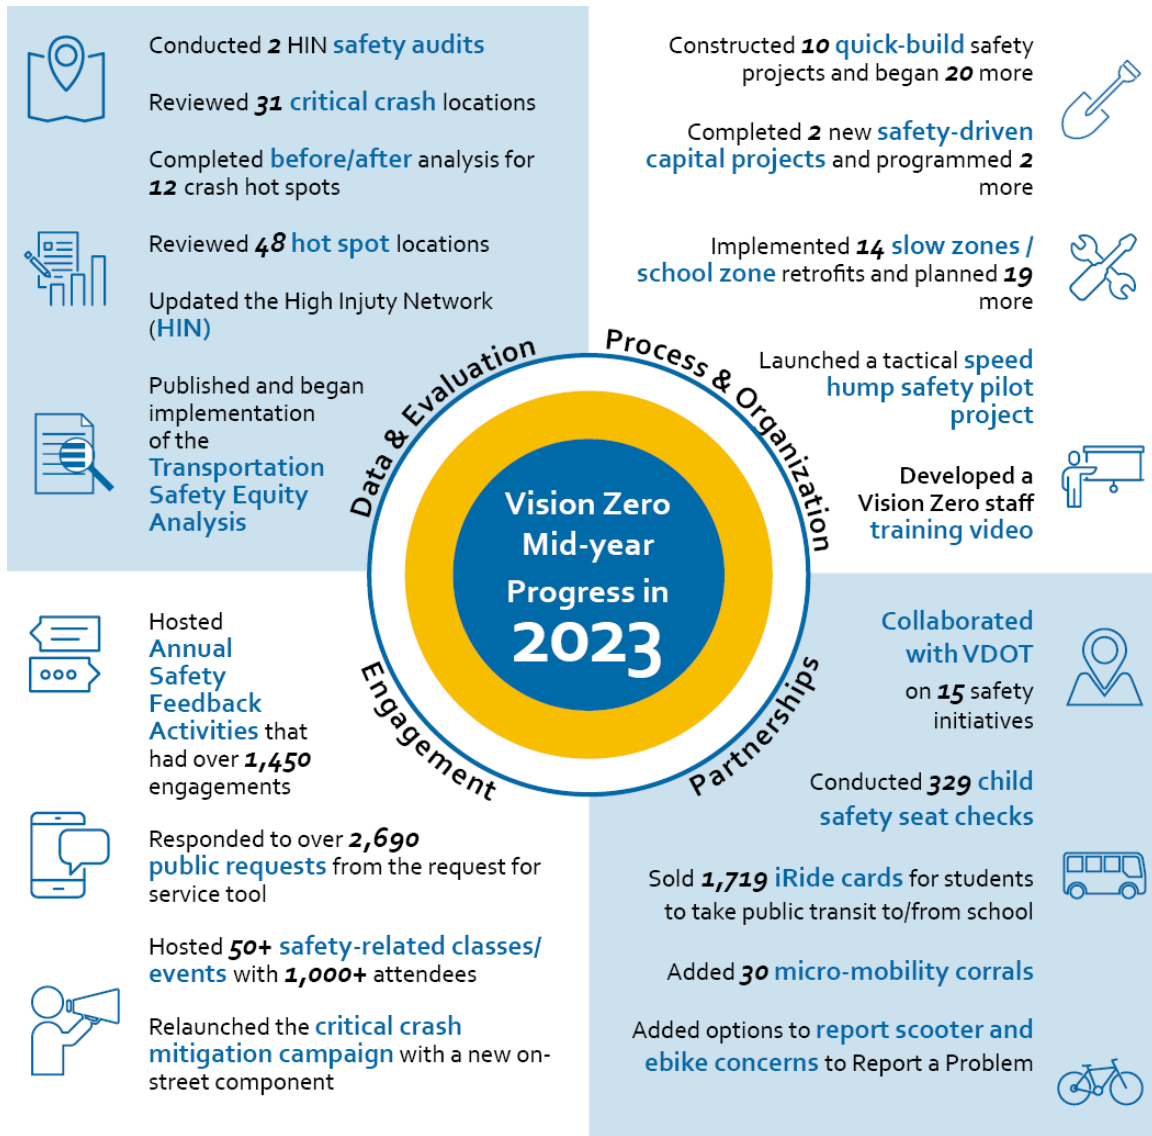 Conducted 2 HIN safety audits
Reviewed 31 critical crash locations
Completed before/after analysis for
12 crash hot spots
Reviewed 48 hot spot locations
Updated the High Injuty Network
(HIN)
Published and began
implementation
of the
Transportation
Safety Equity
Analysis
Constructed 10 quick-build safety
projects and began 20 more
Completed 2 new safety-driven
capital projects and programmed 2
more
Implemented 14 slow zones /
school zone retrofits and planned 19
more
Launched a tactical speed
hump safety pilot
project
Developed a
Vision Zero staff
training video
Data & Evaluation
Process & Organization
Vision Zero
Mid-year
Progress in
2023
Engagement
Partnerships
Hosted
Annual
Safety
Feedback
Activities that
had over 1,450
engagements
Responded to over 2,690
public requests from the request for
service tool
Hosted 50+ safety-related classes/
events with 1,000+ attendees
Relaunched the critical crash
mitigation campaign with a new on-
street component
Collaborated
with VDOT
on 15 safety
initiatives
Conducted 329 child
safety seat checks
Sold 1,719 iRide cards for students
to take public transit to/from school
Added 30 micro-mobility corrals
Added options to report scooter and
ebike concerns to Report a Problem